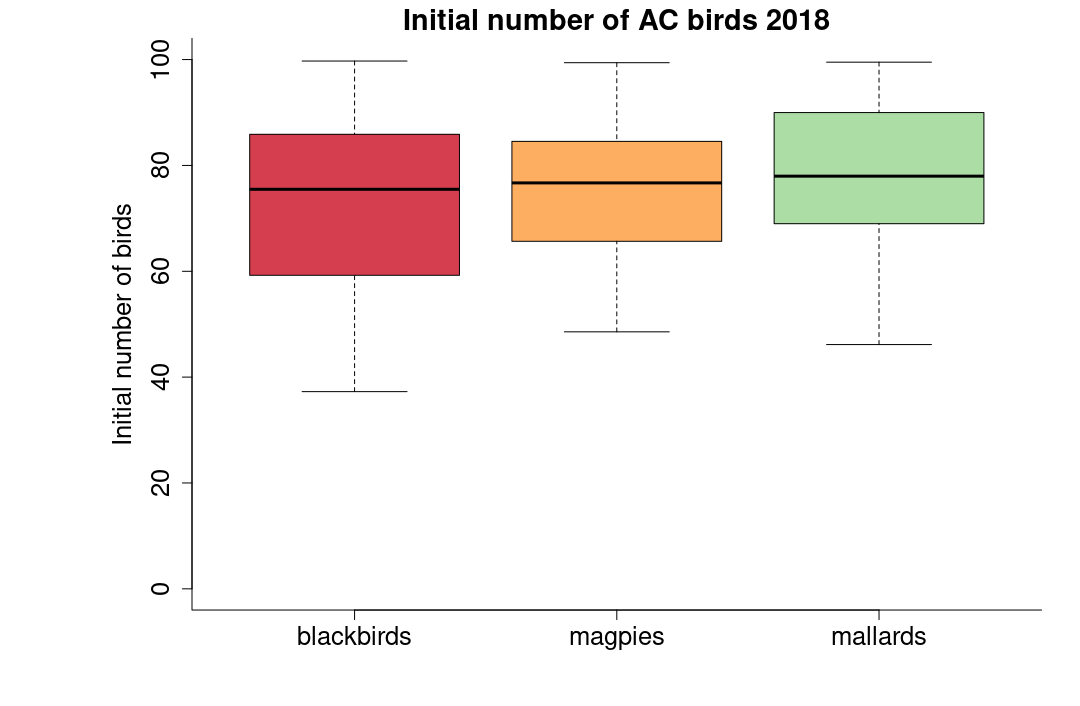 Initial number of AC birds 2018
Initial number of birds
100
80
60
40
20
0
blackbirds magpies mallards